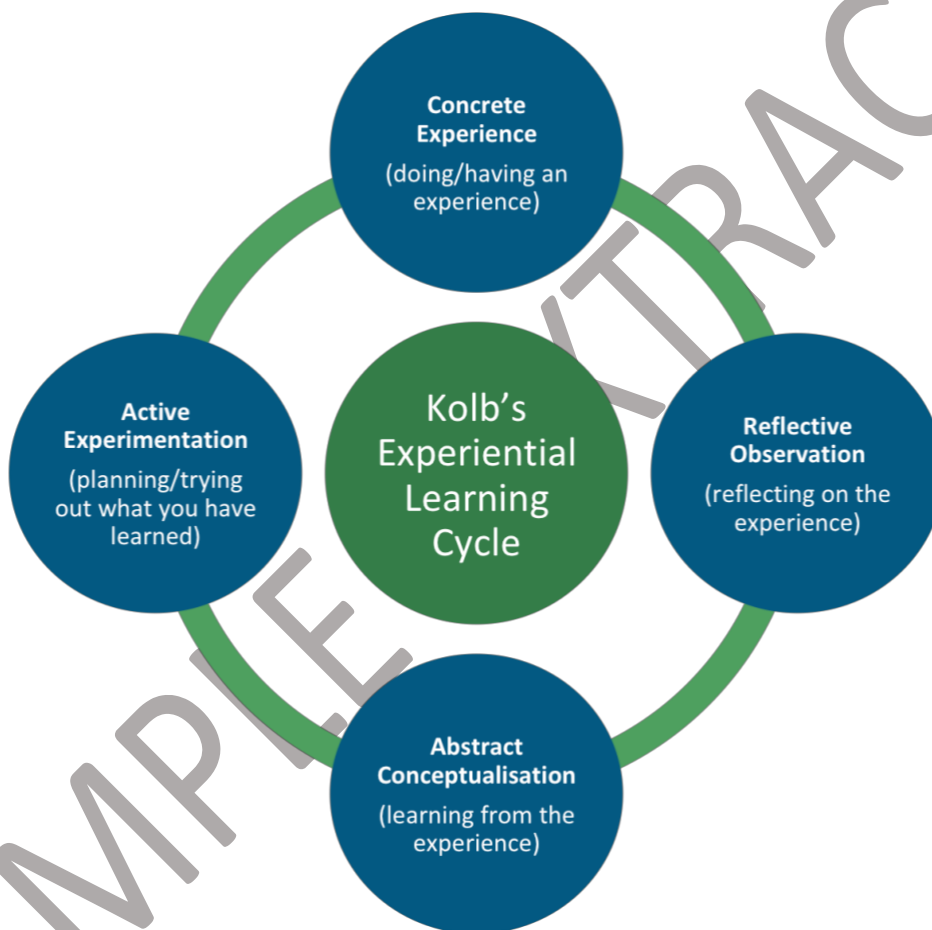 Concrete
Experience
(doing/having an
experience)
Active
Experimentation
(planning/trying
out what you have
learned)
Kolb's
Experiential
Learning
Cycle
Reflective
Observation
(reflecting on the
experience)
Abstract
Conceptualisation
(learning from the
experience)